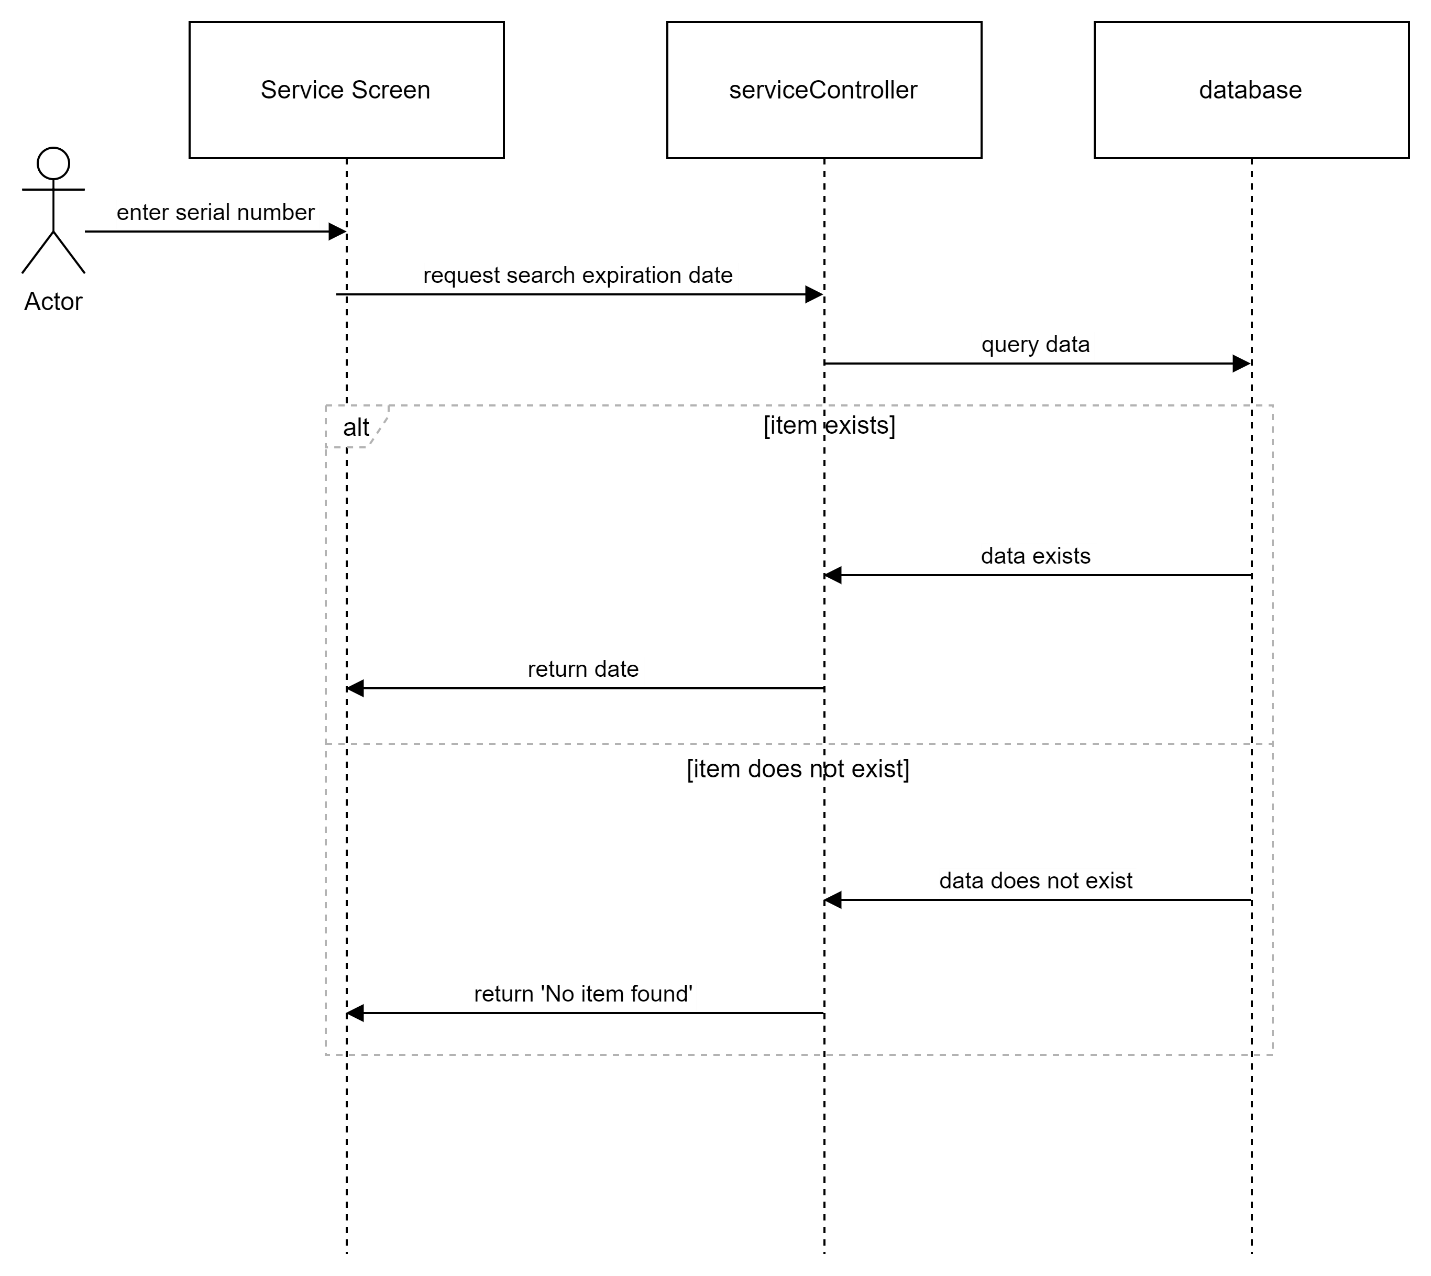 Service Screen
serviceController
database
enter serial number
request search expiration date
Actor
query data
alt
[item exists]
data exists
return date
[item does not exist]
data does not exist
return 'No item found'